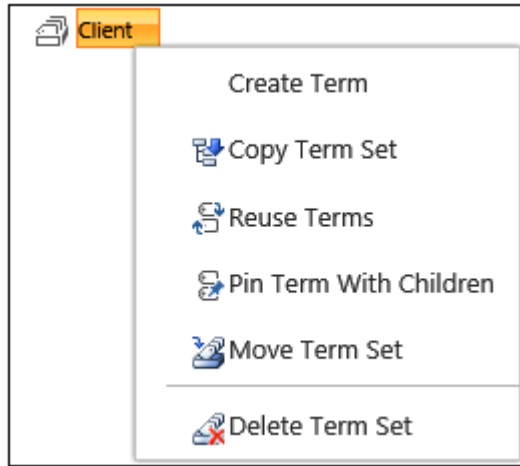 Client
Create Term
Copy Term Set
Reuse Terms
Pin Term With Children
Move Term Set
Delete Term Set